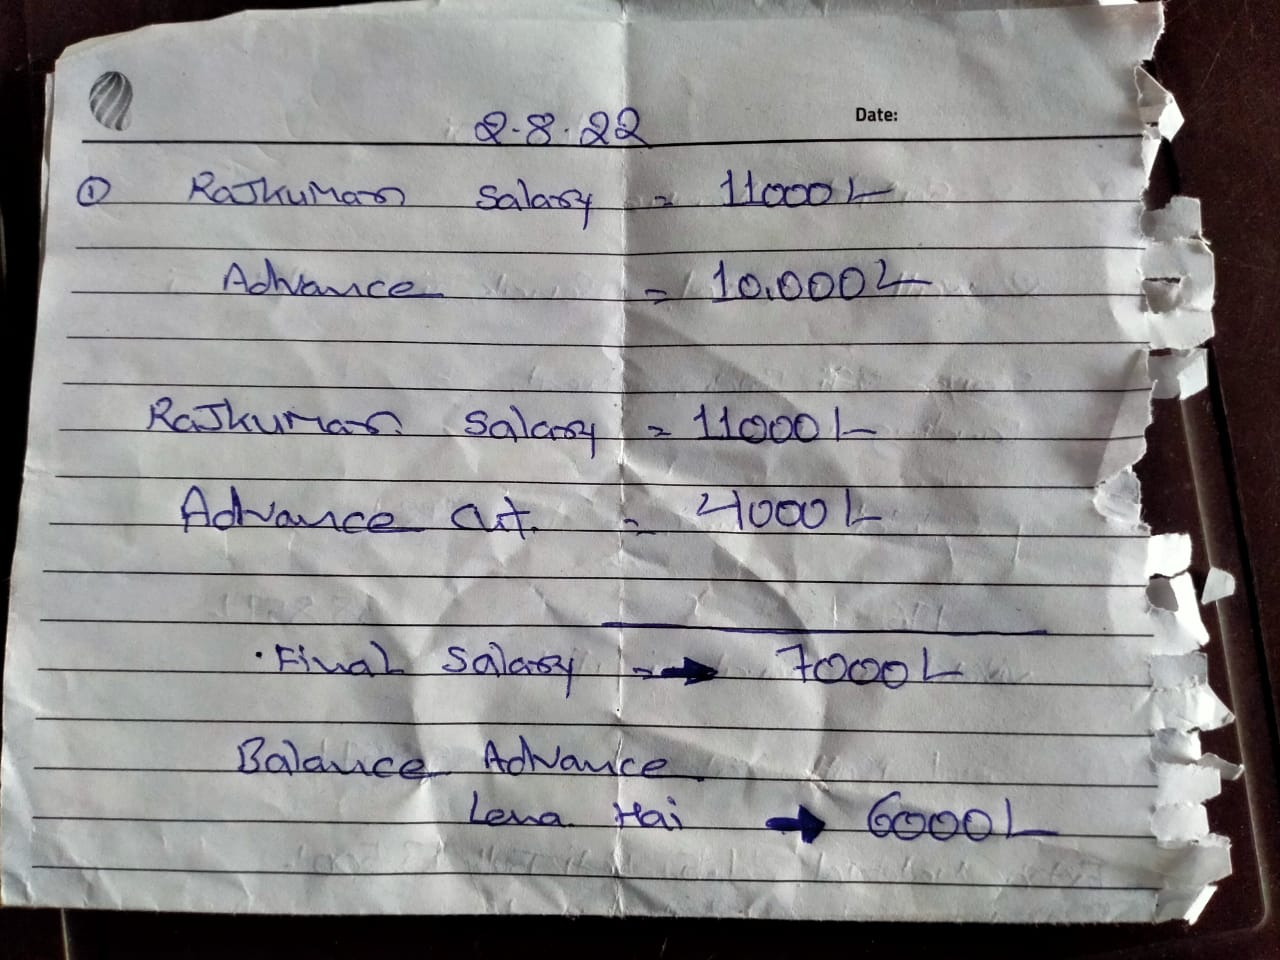 Date:
2.8.22
① Rajkumar Salary = 11000/-
Advance = 10.000/-
Rajkumar Salary = 11000/-
Advance Cut. = 4000/-
Final Salary =→ 7000/-
Balance Advance
Lena Hai → 6000/-